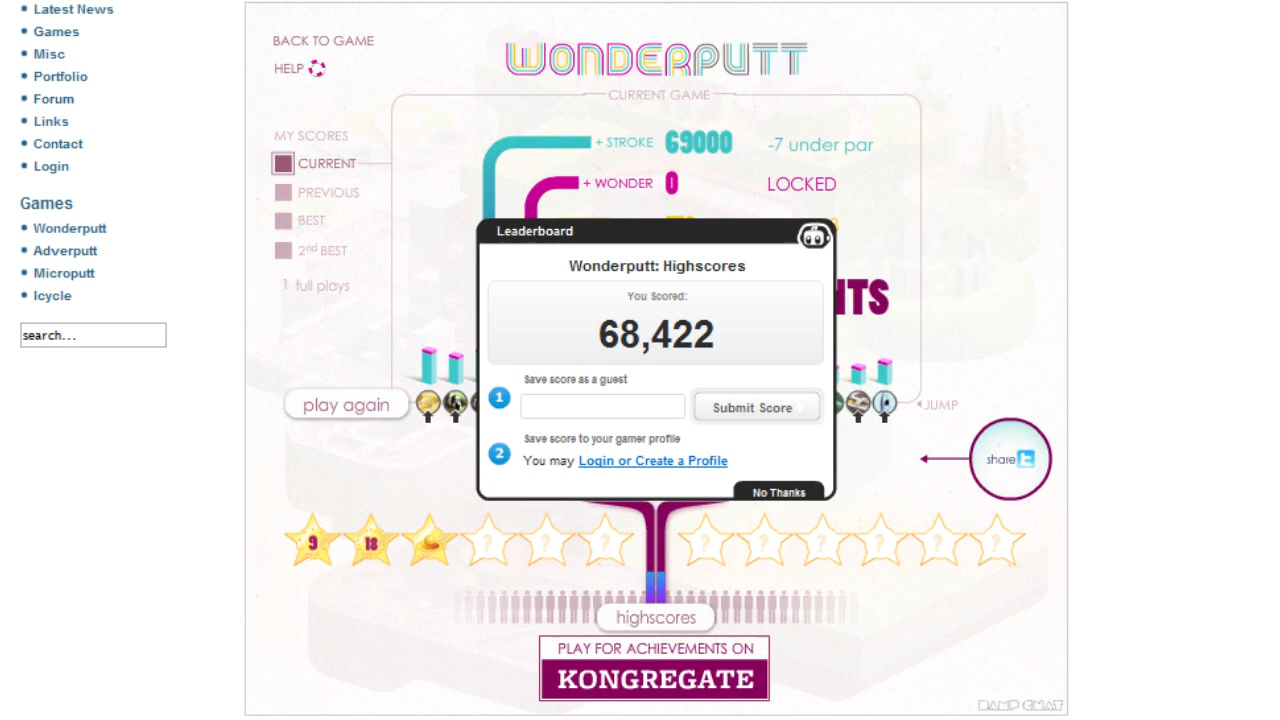 Latest News
Games
Misc
Portfolio
Forum
Links
Contact
Login
Games
Wonderputt
Adverputt
Microputt
Icycle
search...
BACK TO GAME
HELP
WONDERPUTT
CURRENT GAME
MY SCORES
CURRENT
PREVIOUS
BEST
2nd BEST
1 full plays
+ STROKE 69000 -7 under par
+ WONDER 0 LOCKED
Leaderboard
Wonderputt: Highscores
You Scored:
68,422
1 Save score as a guest
Submit Score
2 Save score to your gamer profile
You may Login or Create a Profile
No Thanks
play again
JUMP
share
9 18 ? ? ? ? ? ? ? ? ?
highscores
PLAY FOR ACHIEVEMENTS ON
KONGREGATE
DAMP GNAT